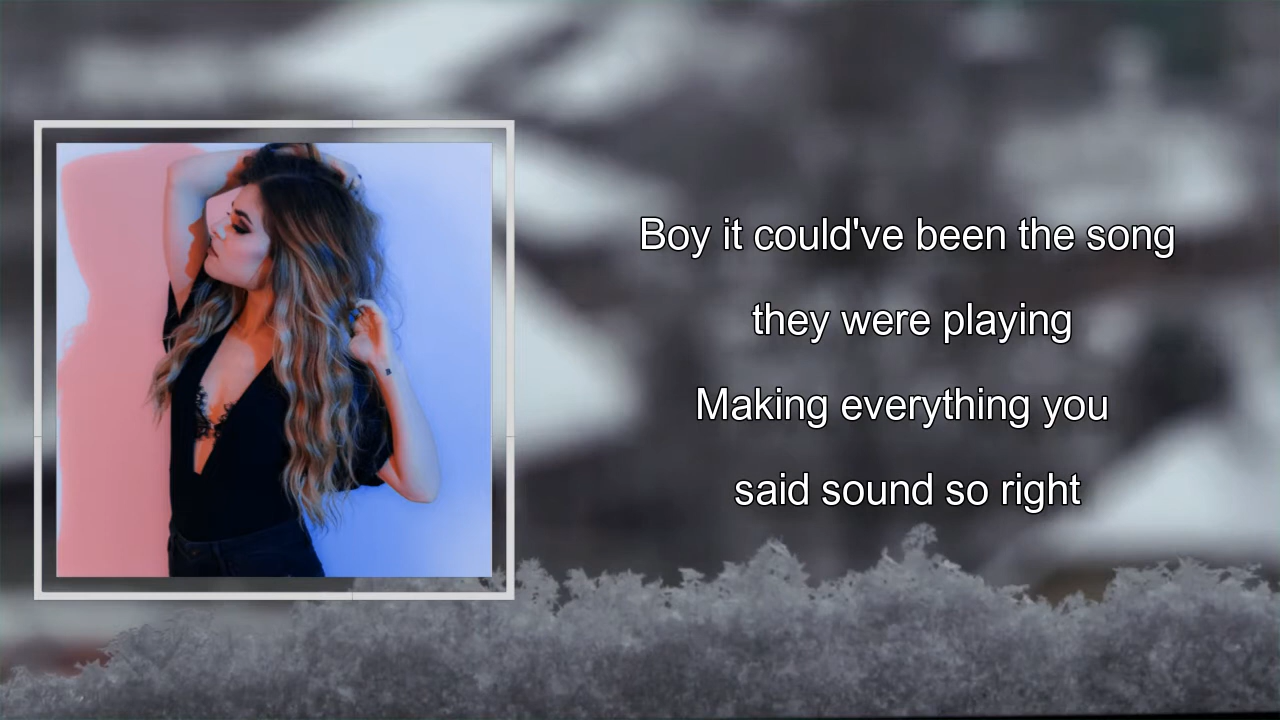 Boy it could've been the song
they were playing
Making everything you
said sound so right